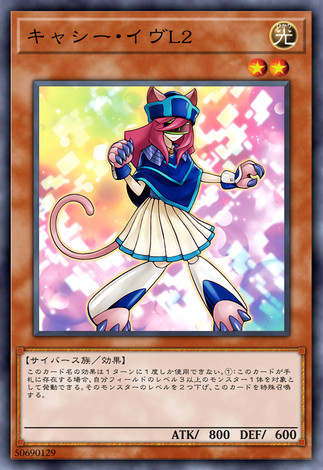 キャシー・イヴL2
光
【サイバース族／効果】
このカード名の効果は１ターンに１度しか使用できない。①：このカードが手
札に存在する場合、自分フィールドのレベル３以上のモンスター１体を対象と
して発動できる。そのモンスターのレベルを２つ下げ、このカードを特殊召喚
する。
ATK/ 800 DEF/ 600
S0690129